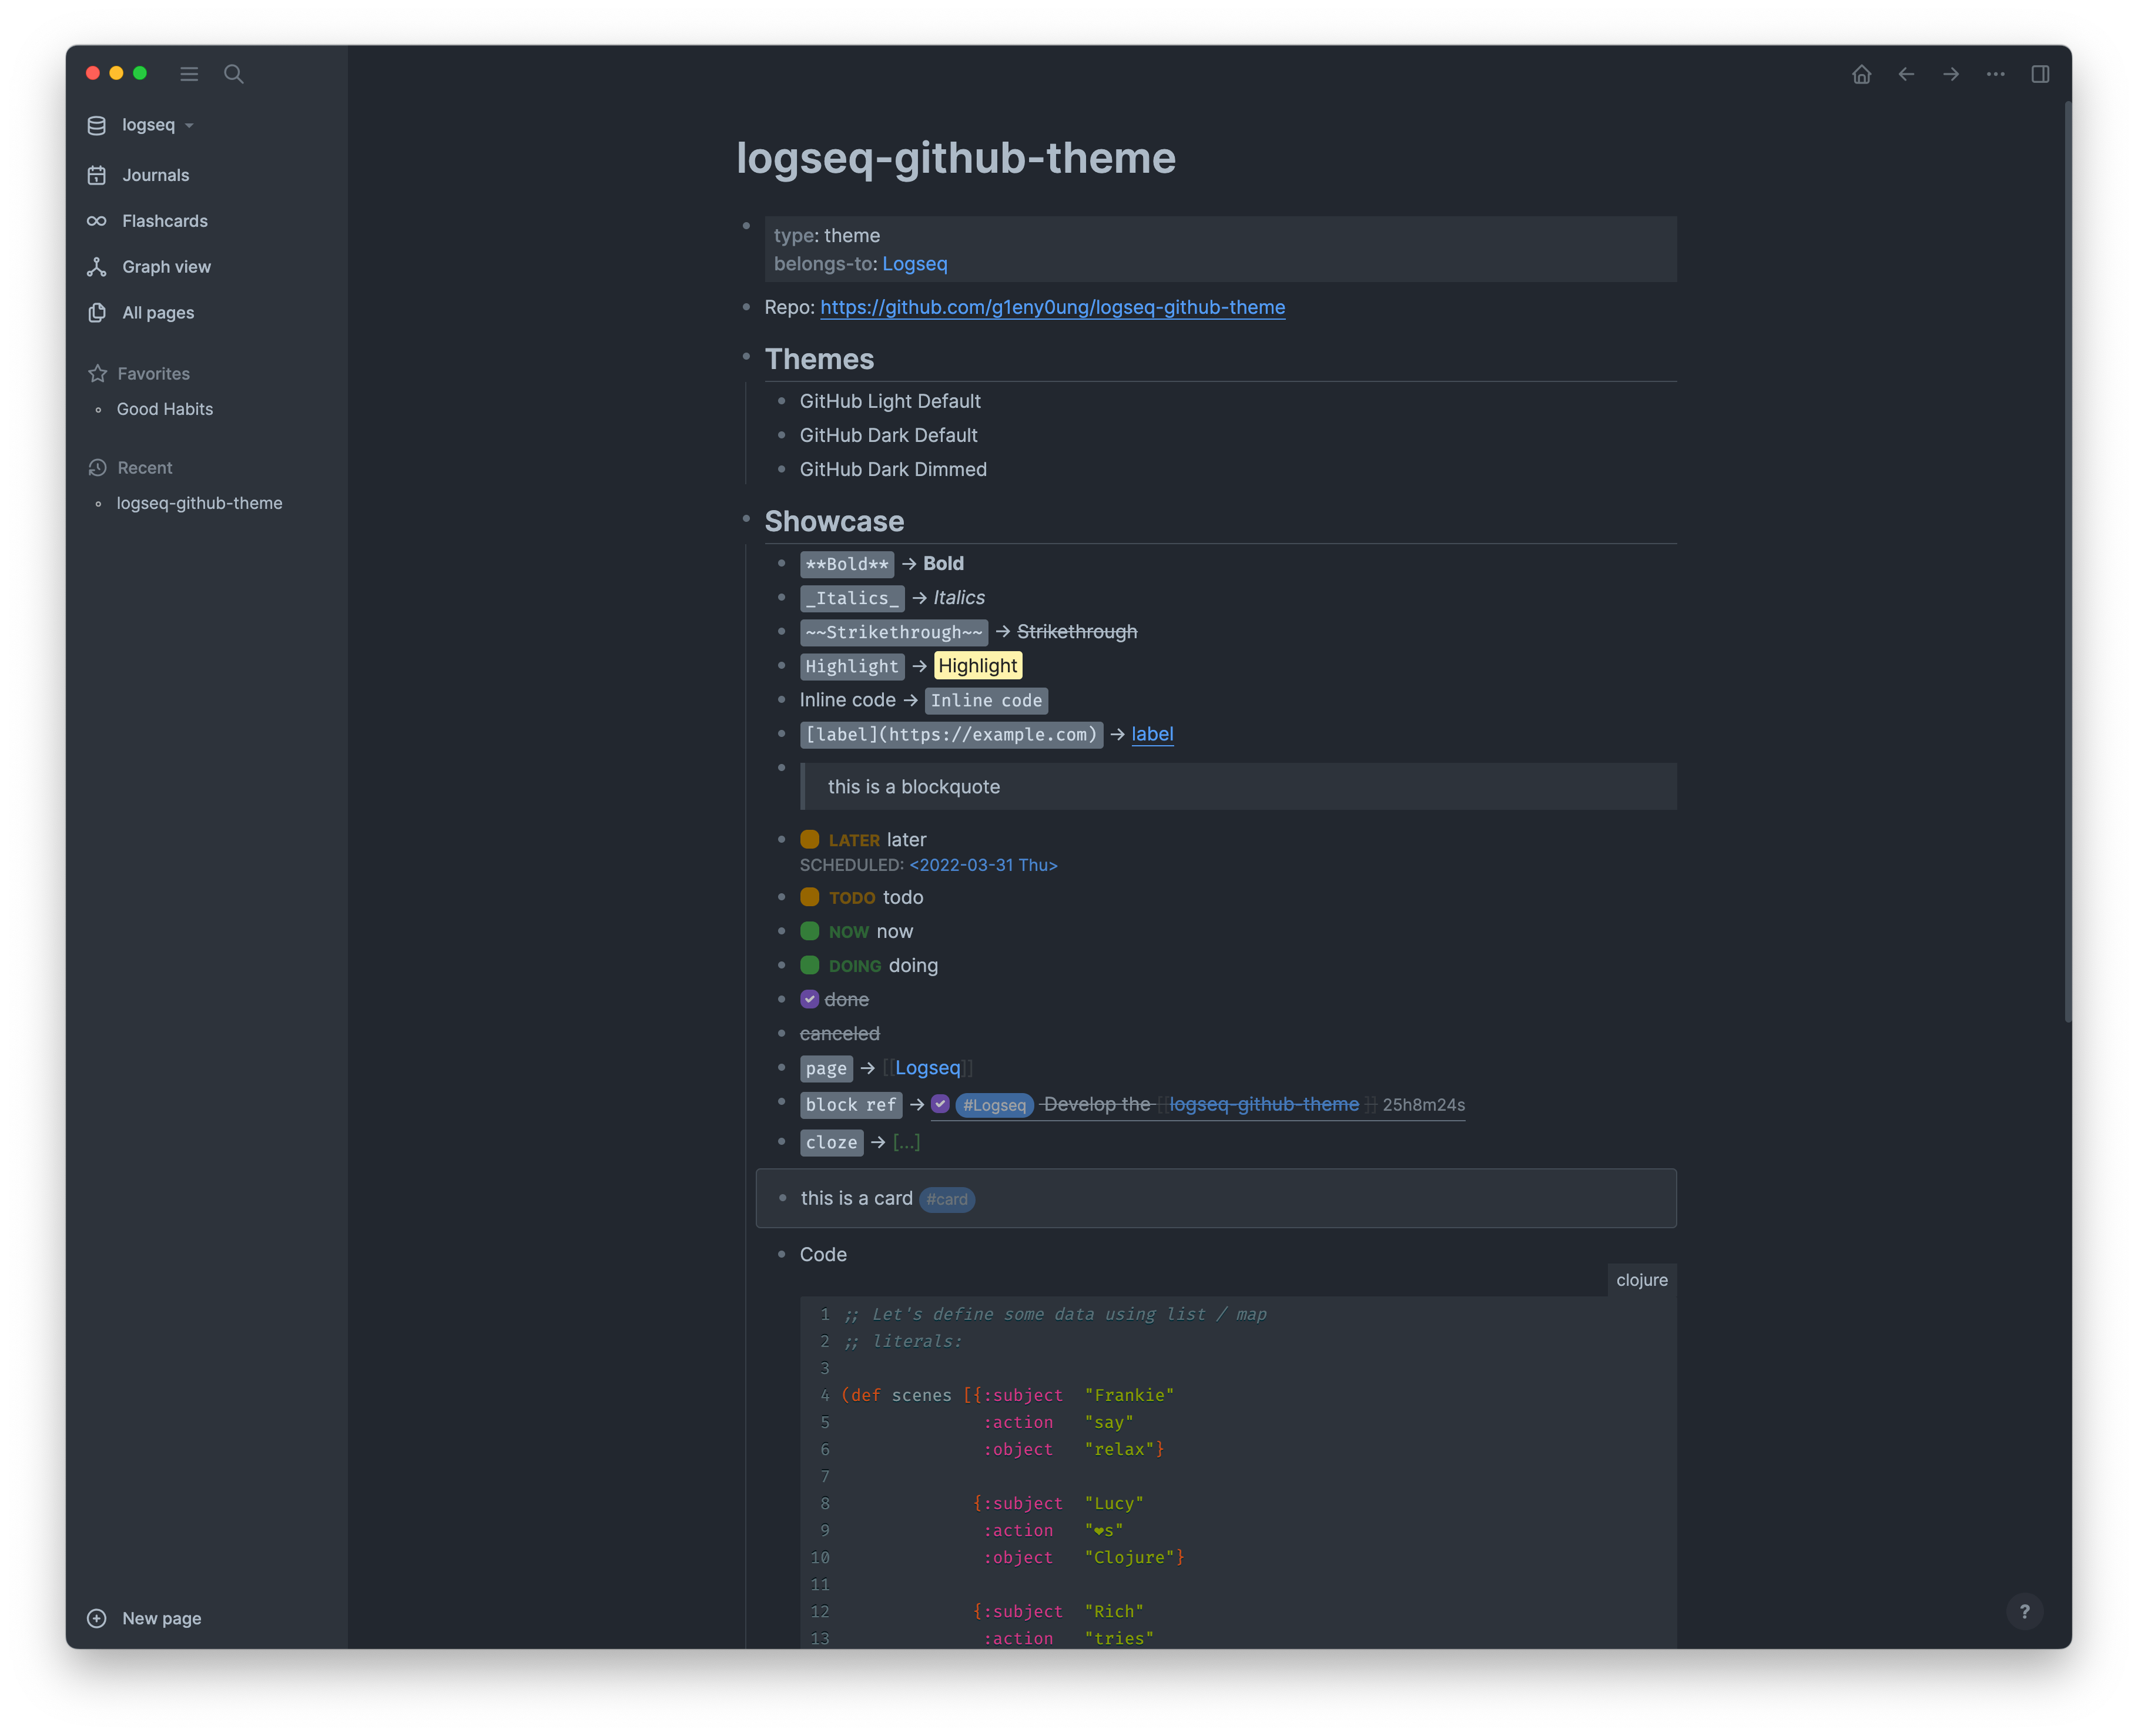 logseq
Journals
Flashcards
Graph view
All pages
Favorites
Good Habits
Recent
logseq-github-theme
New page
logseq-github-theme
type: theme
belongs-to: Logseq
Repo: https://github.com/g1eny0ung/logseq-github-theme
Themes
GitHub Light Default
GitHub Dark Default
GitHub Dark Dimmed
Showcase
**Bold** → Bold
_Italics_ → Italics
~~Strikethrough~~ → Strikethrough
Highlight → Highlight
Inline code → Inline code
[label](https://example.com) → label
this is a blockquote
LATER later
SCHEDULED: <2022-03-31 Thu>
TODO todo
NOW now
DOING doing
done
canceled
page → [[Logseq]]
block ref → #Logseq Develop the [[logseq-github-theme]] 25h8m24s
cloze → [...]
this is a card #card
Code
clojure
1 ;; Let's define some data using list / map
2 ;; literals:
3
4 (def scenes [{:subject "Frankie"
5 :action "say"
6 :object "relax"}
7
8 {:subject "Lucy"
9 :action "❤s"
10 :object "Clojure"}
11
12 {:subject "Rich"
13 :action "tries"
?